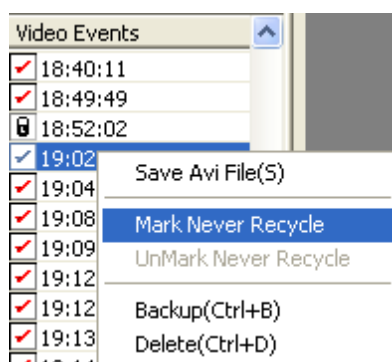 Video Events
18:40:11
18:49:49
18:52:02
19:02
19:04
19:08
19:09
19:12
19:12
19:13
Save Avi File(S)
Mark Never Recycle
UnMark Never Recycle
Backup(Ctrl+B)
Delete(Ctrl+D)